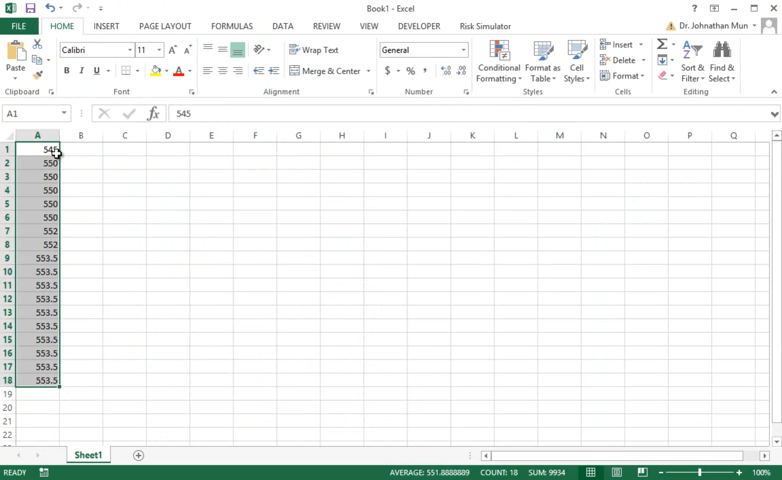 Book1 - Excel
FILE HOME INSERT PAGE LAYOUT FORMULAS DATA REVIEW VIEW DEVELOPER Risk Simulator Dr. Johnathan Mun
Paste
Calibri 11
B I U A
Wrap Text
Merge & Center
General
$ % ,
Conditional Formatting
Format as Table
Cell Styles
Insert
Delete
Format
Sort & Filter
Find & Select
Clipboard Font Alignment Number Styles Cells Editing
A1 fx 545
A B C D E F G H I J K L M N O P Q
1 545
2 550
3 550
4 550
5 550
6 550
7 552
8 552
9 553.5
10 553.5
11 553.5
12 553.5
13 553.5
14 553.5
15 553.5
16 553.5
17 553.5
18 553.5
19
20
21
22
Sheet1
READY AVERAGE: 551.8888889 COUNT: 18 SUM: 9934 100%